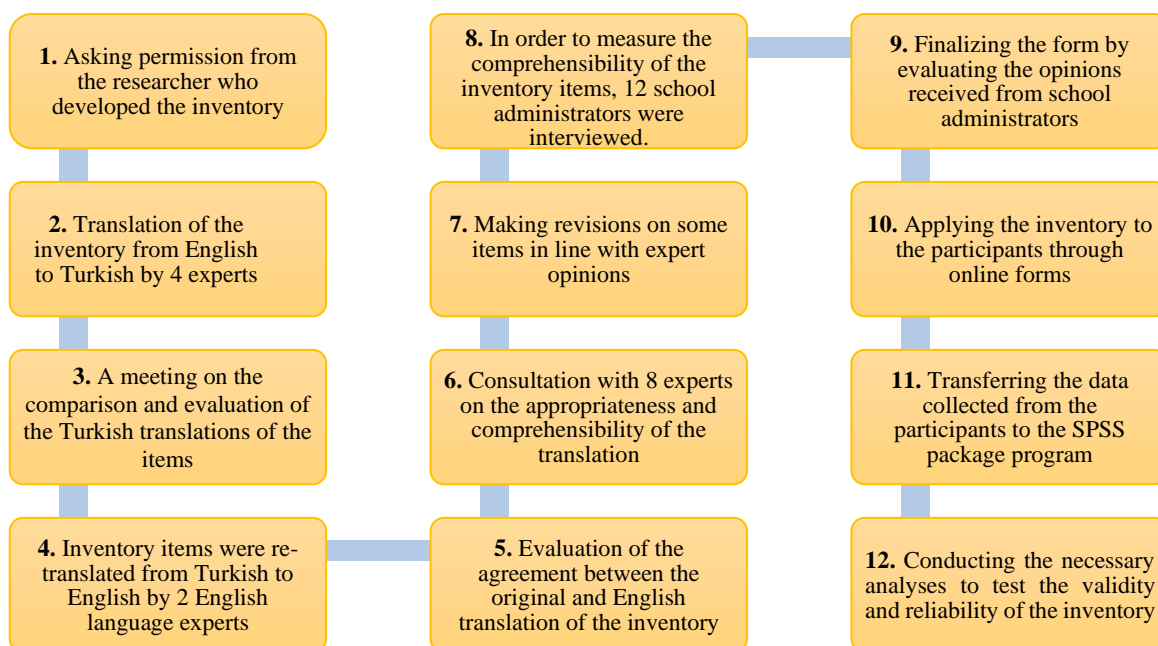 1. Asking permission from
the researcher who
developed the inventory
2. Translation of the
inventory from English
to Turkish by 4 experts
3. A meeting on the
comparison and evaluation of
the Turkish translations of the
items
4. Inventory items were re-
translated from Turkish to
English by 2 English
language experts
5. Evaluation of the
agreement between the
original and English
translation of the inventory
6. Consultation with 8 experts
on the appropriateness and
comprehensibility of the
translation
7. Making revisions on some
items in line with expert
opinions
8. In order to measure the
comprehensibility of the
inventory items, 12 school
administrators were
interviewed.
9. Finalizing the form by
evaluating the opinions
received from school
administrators
10. Applying the inventory to
the participants through
online forms
11. Transferring the data
collected from the
participants to the SPSS
package program
12. Conducting the necessary
analyses to test the validity
and reliability of the inventory